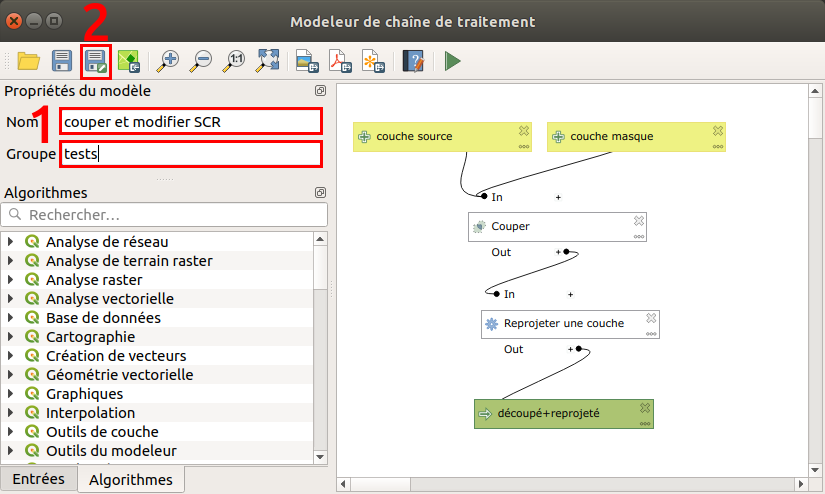 Modeleur de chaîne de traitement
2
1:1
Propriétés du modèle
1
Nom
couper et modifier SCR
Groupe
tests
Algorithmes
Rechercher…
Analyse de réseau
Analyse de terrain raster
Analyse raster
Analyse vectorielle
Base de données
Cartographie
Création de vecteurs
Géométrie vectorielle
Graphiques
Interpolation
Outils de couche
Outils du modeleur
Entrées
Algorithmes
couche source
couche masque
In +
Couper
Out +
In +
Reprojeter une couche
Out +
découpé+reprojeté